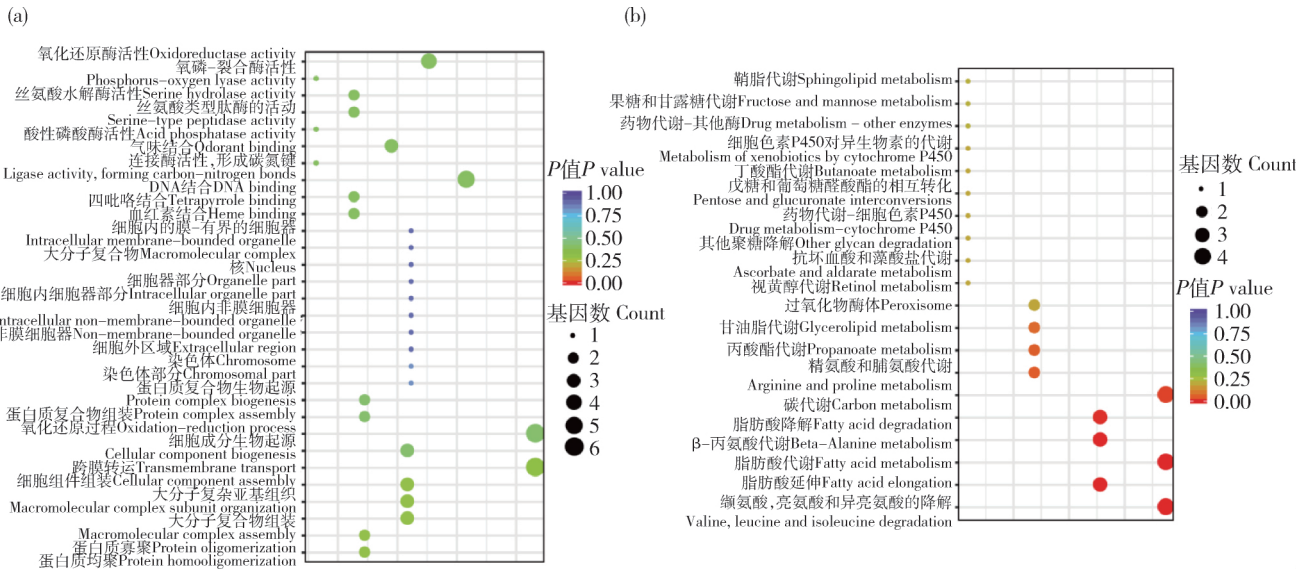 (a)
氧化还原酶活性Oxidoreductase activity
氧磷-裂合酶活性
Phosphorus-oxygen lyase activity
丝氨酸水解酶活性Serine hydrolase activity
丝氨酸类型肽酶的活动
Serine-type peptidase activity
酸性磷酸酶活性Acid phosphatase activity
气味结合Odorant binding
连接酶活性,形成碳氮键
Ligase activity, forming carbon-nitrogen bonds
DNA结合DNA binding
四吡咯结合Tetrapyrrole binding
血红素结合Heme binding
细胞内的膜-有界的细胞器
Intracellular membrane-bounded organelle
大分子复合物Macromolecular complex
核Nucleus
细胞器部分Organelle part
细胞内细胞器部分Intracellular organelle part
细胞内非膜细胞器
ntracellular non-membrane-bounded organelle
非膜细胞器Non-membrane-bounded organelle
细胞外区域Extracellular region
染色体Chromosome
染色体部分Chromosomal part
蛋白质复合物生物起源
Protein complex biogenesis
蛋白质复合物组装Protein complex assembly
氧化还原过程Oxidation-reduction process
细胞成分生物起源
Cellular component biogenesis
跨膜转运Transmembrane transport
细胞组件组装Cellular component assembly
大分子复杂亚基组织
Macromolecular complex subunit organization
大分子复合物组装
Macromolecular complex assembly
蛋白质寡聚Protein oligomerization
蛋白质均聚Protein homooligomerization
P值P value
1.00
0.75
0.50
0.25
0.00
基因数 Count
1
2
3
4
5
6
(b)
鞘脂代谢Sphingolipid metabolism
果糖和甘露糖代谢Fructose and mannose metabolism
药物代谢-其他酶Drug metabolism - other enzymes
细胞色素P450对异生物素的代谢
Metabolism of xenobiotics by cytochrome P450
丁酸酯代谢Butanoate metabolism
戊糖和葡萄糖醛酸酯的相互转化
Pentose and glucuronate interconversions
药物代谢-细胞色素P450
Drug metabolism-cytochrome P450
其他聚糖降解Other glycan degradation
抗坏血酸和藻酸盐代谢
Ascorbate and aldarate metabolism
视黄醇代谢Retinol metabolism
过氧化物酶体Peroxisome
甘油脂代谢Glycerolipid metabolism
丙酸酯代谢Propanoate metabolism
精氨酸和脯氨酸代谢
Arginine and proline metabolism
碳代谢Carbon metabolism
脂肪酸降解Fatty acid degradation
β-丙氨酸代谢Beta-Alanine metabolism
脂肪酸代谢Fatty acid metabolism
脂肪酸延伸Fatty acid elongation
缬氨酸,亮氨酸和异亮氨酸的降解
Valine, leucine and isoleucine degradation
基因数 Count
1
2
3
4
P值P value
1.00
0.75
0.50
0.25
0.00